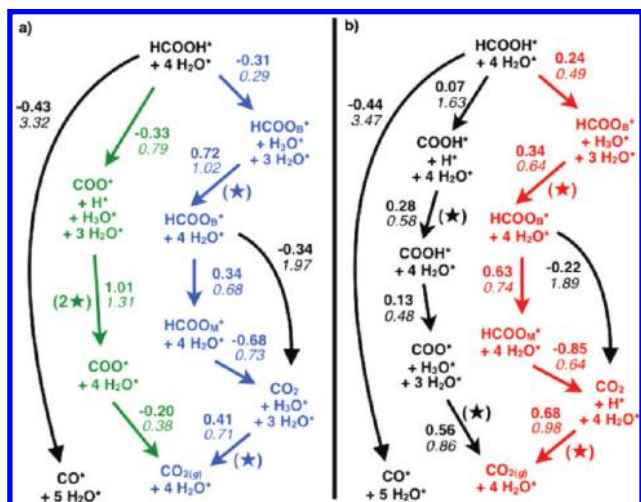 a)
HCOOH*
+ 4 H₂O*
-0.43
3.32
-0.31
0.29
-0.33
0.79
HCOO_B*
+ H₃O*
+ 3 H₂O*
0.72
1.02
(★)
COO*
+ H*
+ H₃O*
+ 3 H₂O*
HCOO_B*
+ 4 H₂O*
-0.34
1.97
(2★)
1.01
1.31
0.34
0.68
HCOO_M*
+ 4 H₂O*
-0.68
0.73
COO*
+ 4 H₂O*
CO₂
+ H₃O*
+ 3 H₂O*
-0.20
0.38
0.41
0.71
(★)
CO*
+ 5 H₂O*
CO₂(g)
+ 4 H₂O*
b)
HCOOH*
+ 4 H₂O*
-0.44
3.47
0.07
1.63
0.24
0.49
COOH*
+ H*
+ 4 H₂O*
HCOO_B*
+ H₃O*
+ 3 H₂O*
0.34
0.64
(★)
0.28
0.58
(★)
HCOO_B*
+ 4 H₂O*
COOH*
+ 4 H₂O*
-0.22
1.89
0.63
0.74
0.13
0.48
HCOO_M*
+ 4 H₂O*
-0.85
0.64
COO*
+ H₃O*
+ 3 H₂O*
CO₂
+ H*
+ 4 H₂O*
(★)
0.56
0.86
0.68
0.98
(★)
CO*
+ 5 H₂O*
CO₂(g)
+ 4 H₂O*